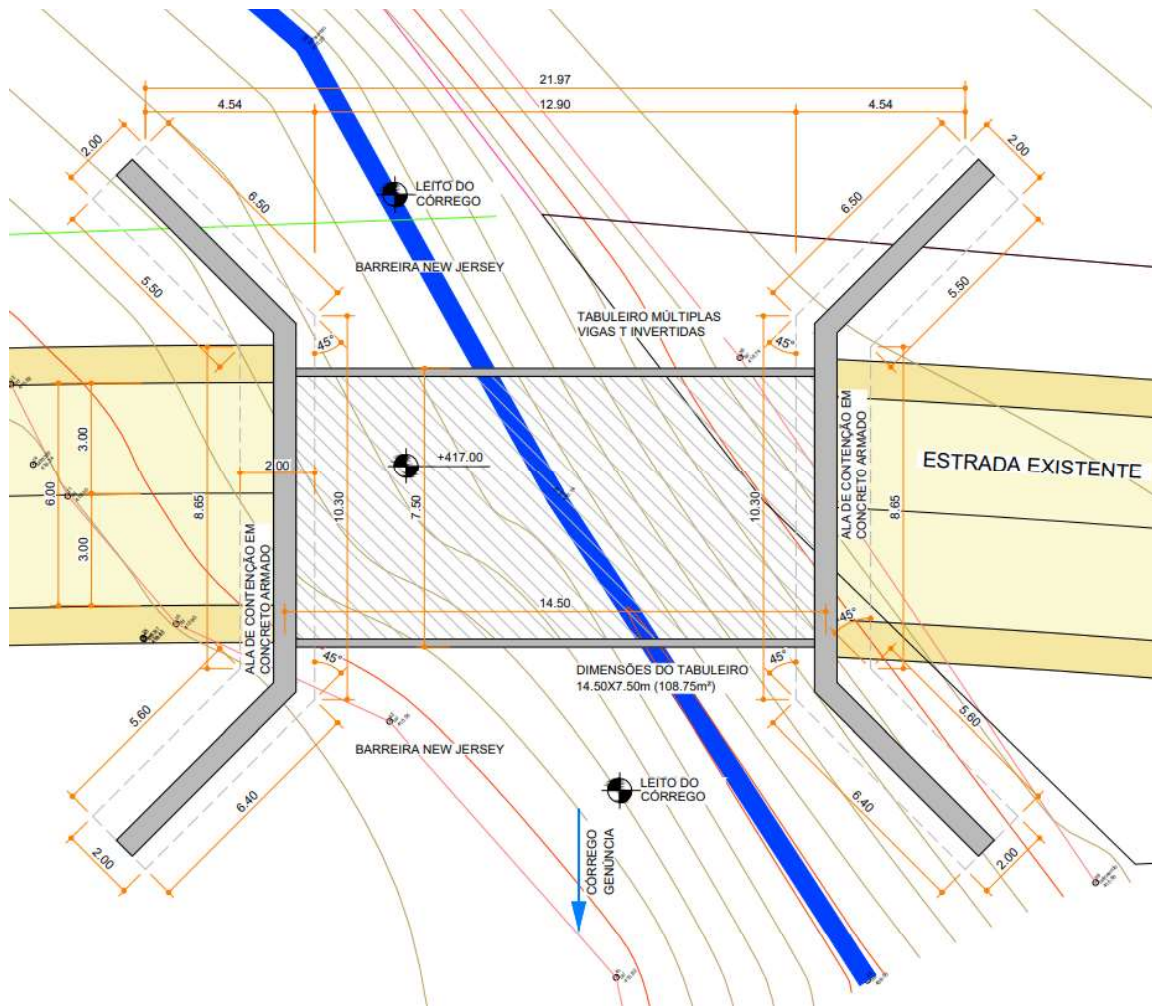 21.97
4.54
12.90
4.54
2.00
2.00
LEITO DO
CÓRREGO
6.50
6.50
BARREIRA NEW JERSEY
5.50
5.50
TABULEIRO MÚLTIPLAS
VIGAS T INVERTIDAS
45°
45°
3.00
6.00
3.00
8.65
2.00
10.30
+417.00
7.50
10.30
8.65
ALA DE CONTENÇÃO EM
CONCRETO ARMADO
ESTRADA EXISTENTE
ALA DE CONTENÇÃO EM
CONCRETO ARMADO
14.50
45°
45°
45°
DIMENSÕES DO TABULEIRO
14.50X7.50m (108.75m²)
5.60
5.60
BARREIRA NEW JERSEY
LEITO DO
CÓRREGO
6.40
6.40
2.00
2.00
CÓRREGO
GENÚNCIA